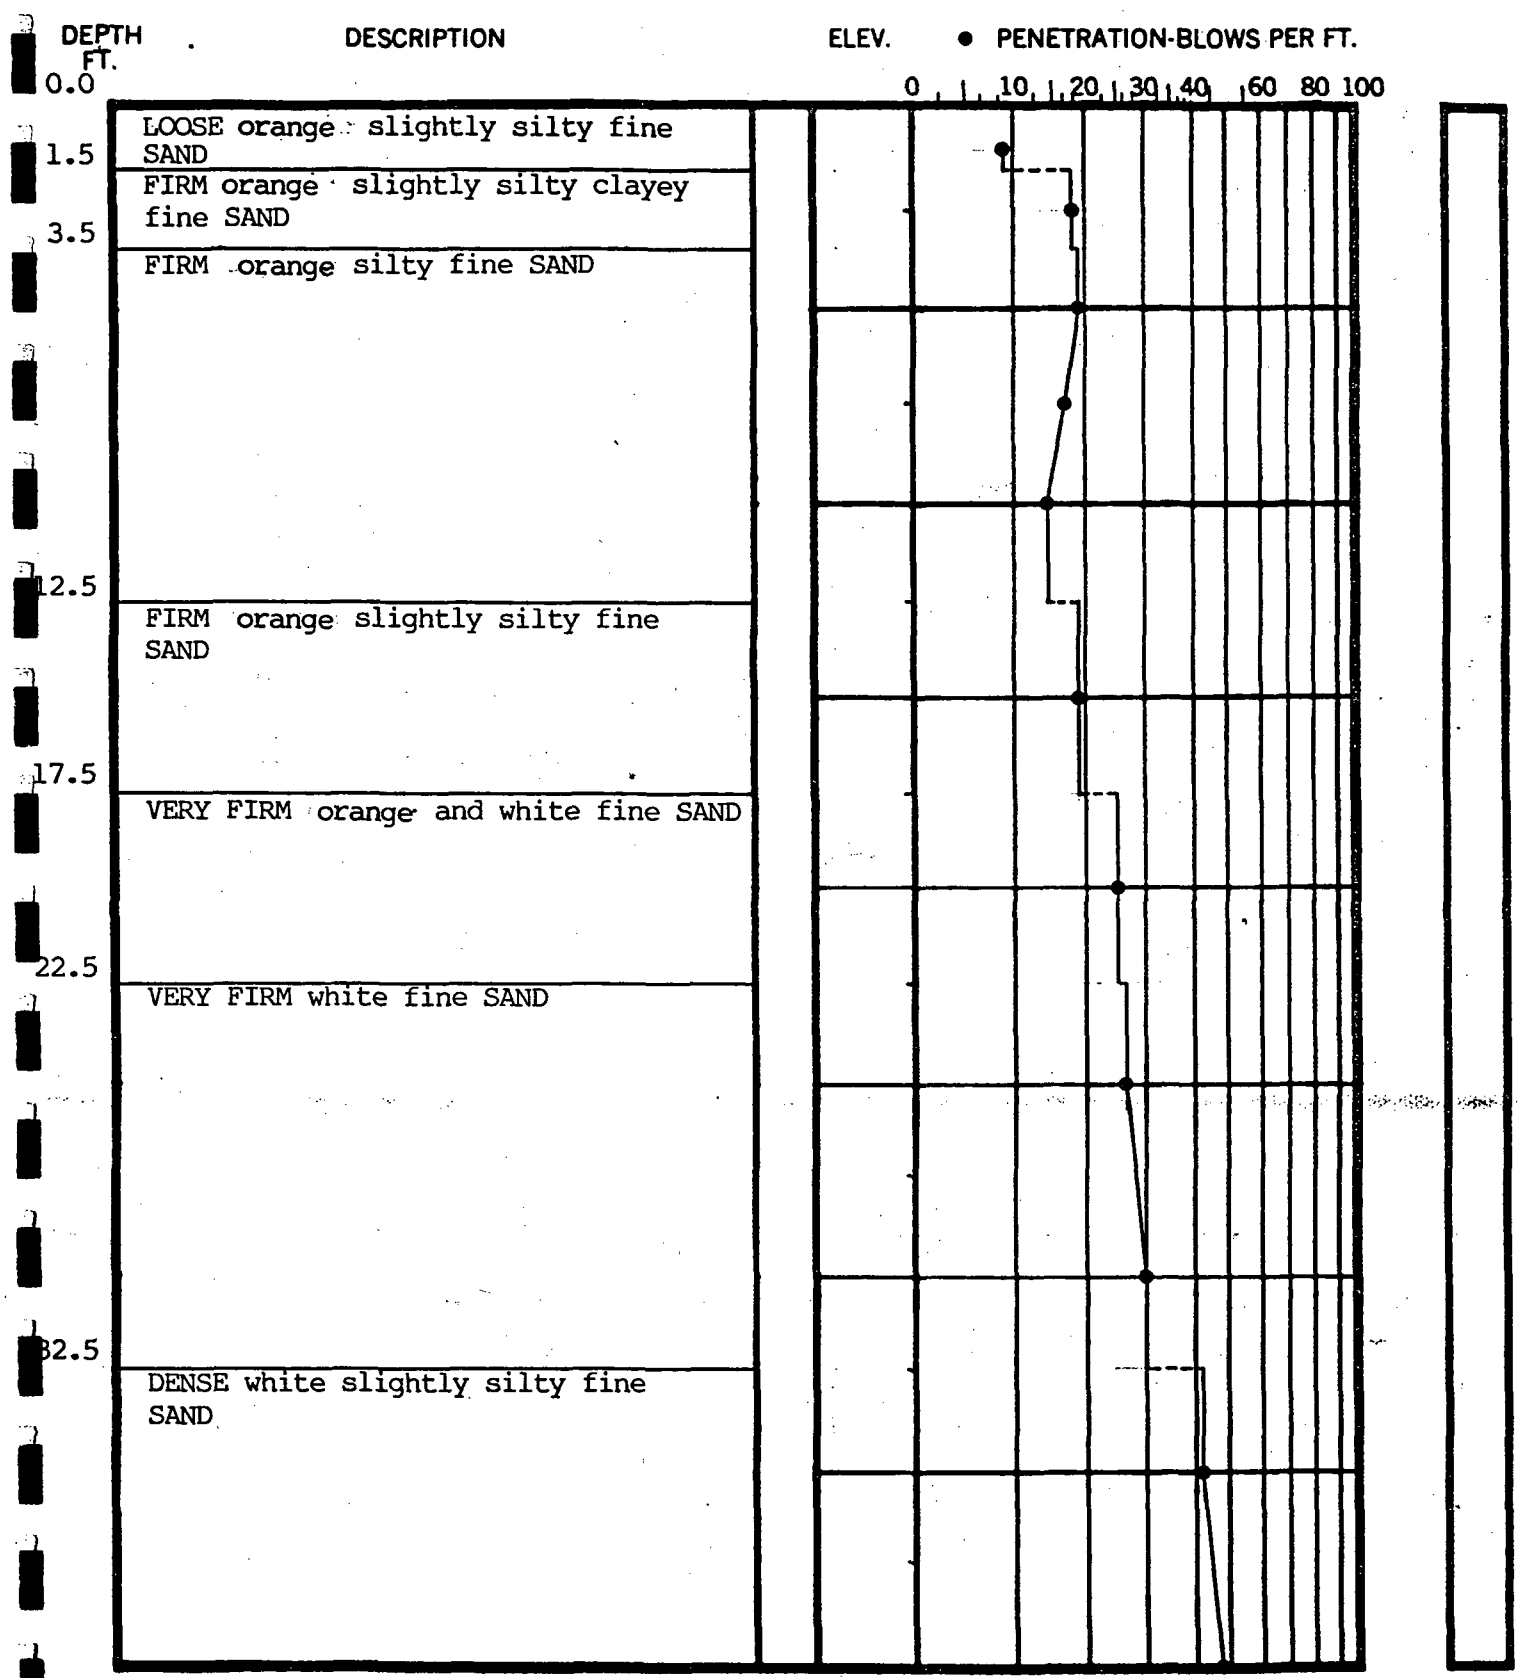 DEPTH DESCRIPTION ELEV. ● PENETRATION-BLOWS PER FT.
FT.
0.0
0 10 20 30 40 60 80 100
LOOSE orange slightly silty fine
1.5 SAND
FIRM orange slightly silty clayey
fine SAND
3.5
FIRM orange silty fine SAND
12.5
FIRM orange slightly silty fine
SAND
17.5
VERY FIRM orange and white fine SAND
22.5
VERY FIRM white fine SAND
32.5
DENSE white slightly silty fine
SAND